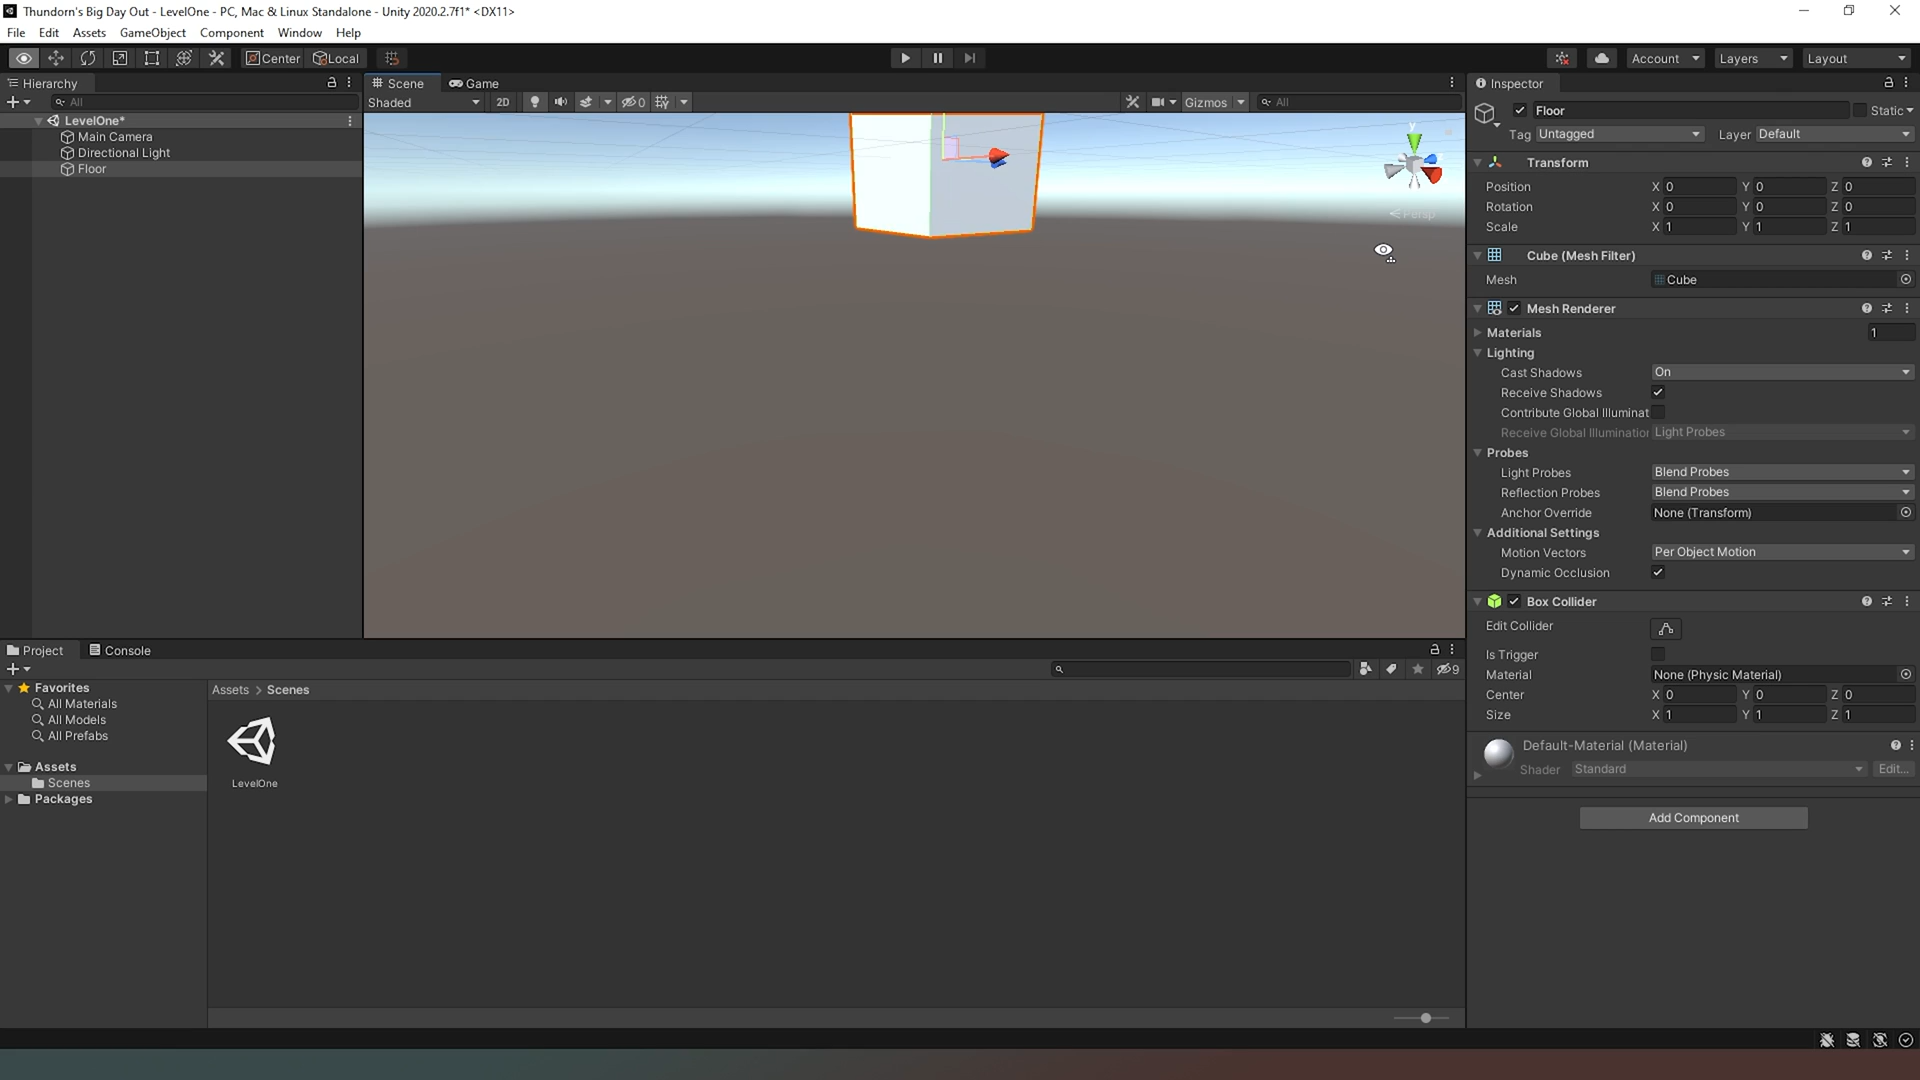 Thundorn's Big Day Out - LevelOne - PC, Mac & Linux Standalone - Unity 2020.2.7f1* <DX11>
File Edit Assets GameObject Component Window Help
Center Local Account Layers Layout
Hierarchy
All
LevelOne*
Main Camera
Directional Light
Floor
Scene Game
Shaded 2D 0 Gizmos All
y
Persp
Inspector
Floor Static
Tag Untagged Layer Default
Transform
Position X 0 Y 0 Z 0
Rotation X 0 Y 0 Z 0
Scale X 1 Y 1 Z 1
Cube (Mesh Filter)
Mesh Cube
Mesh Renderer
Materials 1
Lighting
Cast Shadows On
Receive Shadows
Contribute Global Illuminat
Receive Global Illumination Light Probes
Probes
Light Probes Blend Probes
Reflection Probes Blend Probes
Anchor Override None (Transform)
Additional Settings
Motion Vectors Per Object Motion
Dynamic Occlusion
Box Collider
Edit Collider
Is Trigger
Material None (Physic Material)
Center X 0 Y 0 Z 0
Size X 1 Y 1 Z 1
Default-Material (Material)
Shader Standard Edit...
Add Component
Project Console
9
Favorites
All Materials
All Models
All Prefabs
Assets
Scenes
Packages
Assets > Scenes
LevelOne